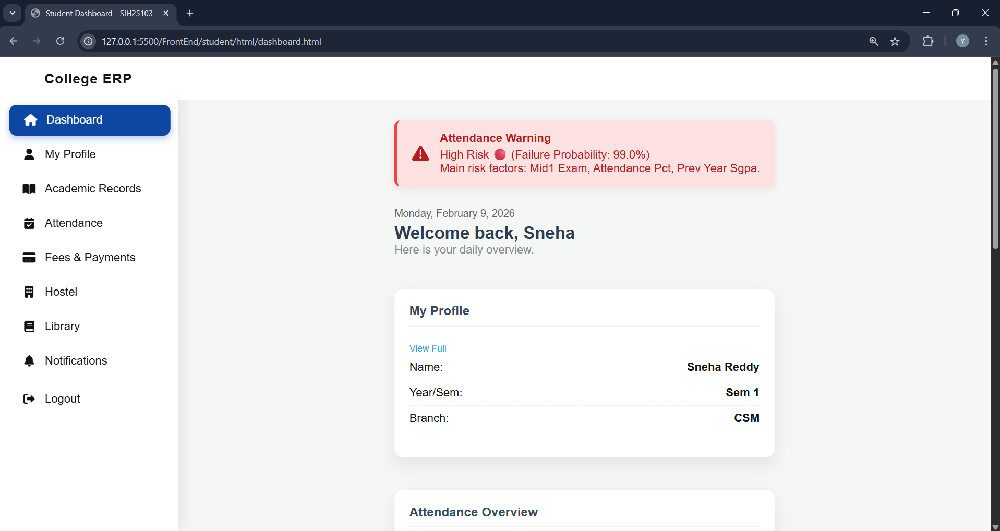 Student Dashboard - SIH25103
127.0.0.1:5500/FrontEnd/student/html/dashboard.html
Y
College ERP
Dashboard
My Profile
Academic Records
Attendance
Fees & Payments
Hostel
Library
Notifications
Logout
Attendance Warning
High Risk 🔴 (Failure Probability: 99.0%)
Main risk factors: Mid1 Exam, Attendance Pct, Prev Year Sgpa.
Monday, February 9, 2026
Welcome back, Sneha
Here is your daily overview.
My Profile
View Full
Name: Sneha Reddy
Year/Sem: Sem 1
Branch: CSM
Attendance Overview